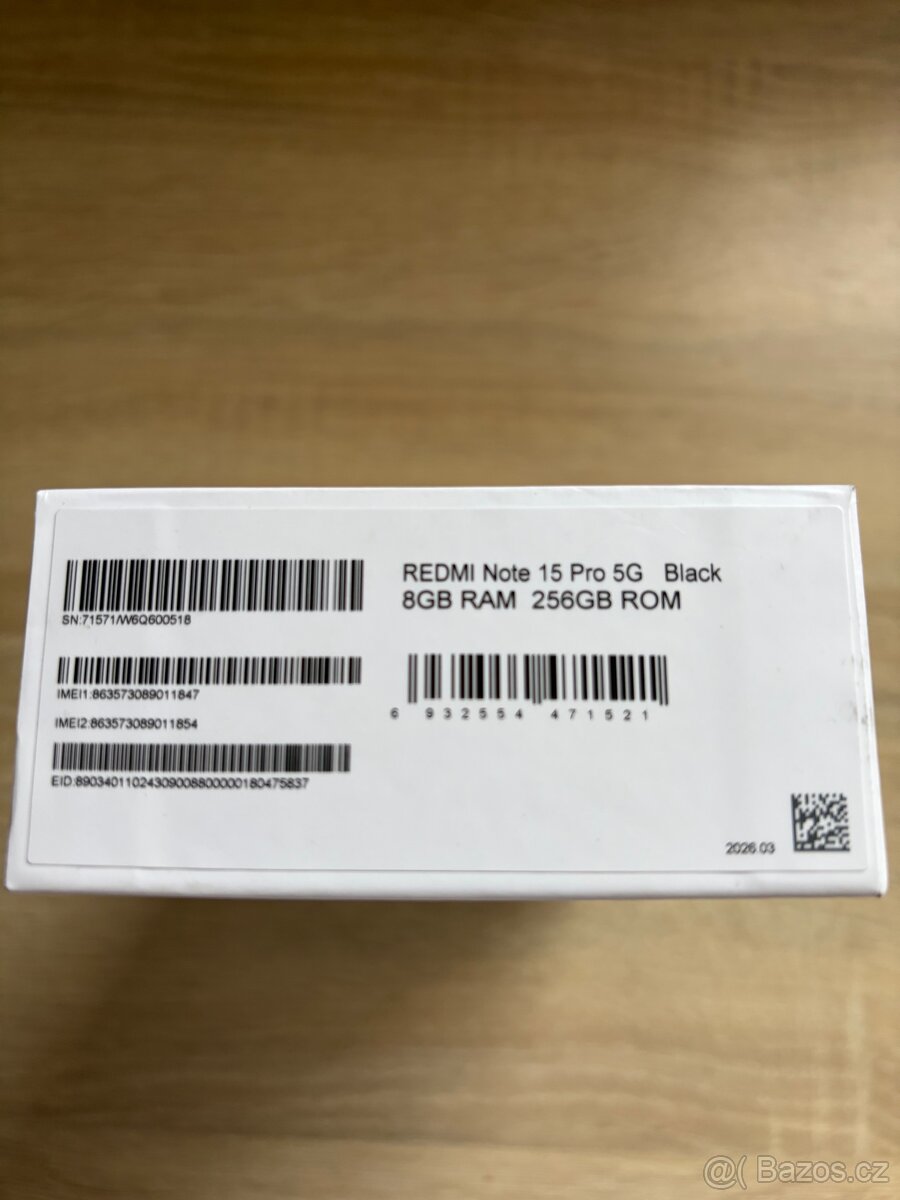 SN:71571/W6Q600518
IMEI1:863573089011847
IMEI2:863573089011854
EID:89034011024309008800000180475837
REDMI Note 15 Pro 5G Black
8GB RAM 256GB ROM
6 932554 471521
2026.03
@( Bazos.cz